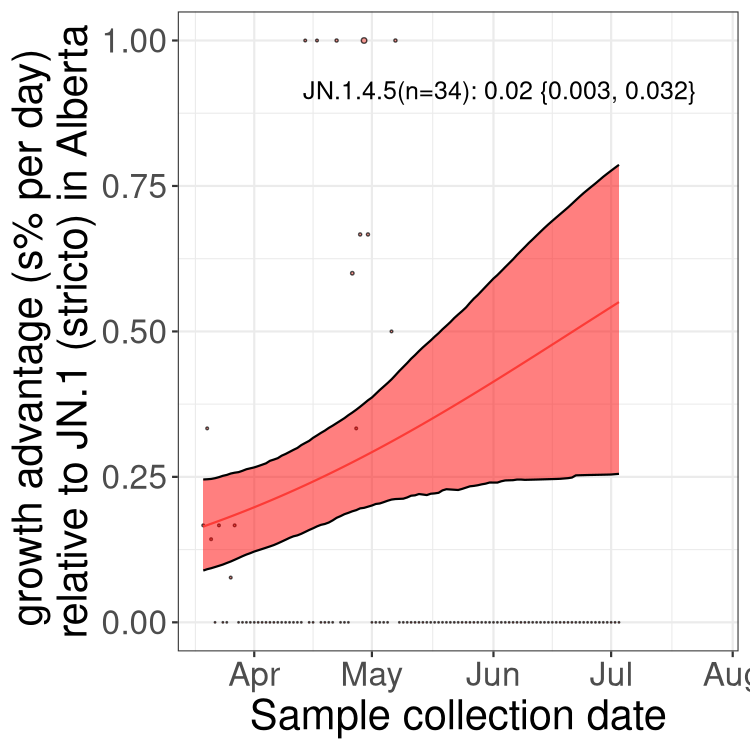 growth advantage (s% per day)
relative to JN.1 (stricto) in Alberta
1.00
0.75
0.50
0.25
0.00
JN.1.4.5(n=34): 0.02 {0.003, 0.032}
Apr May Jun Jul Aug
Sample collection date